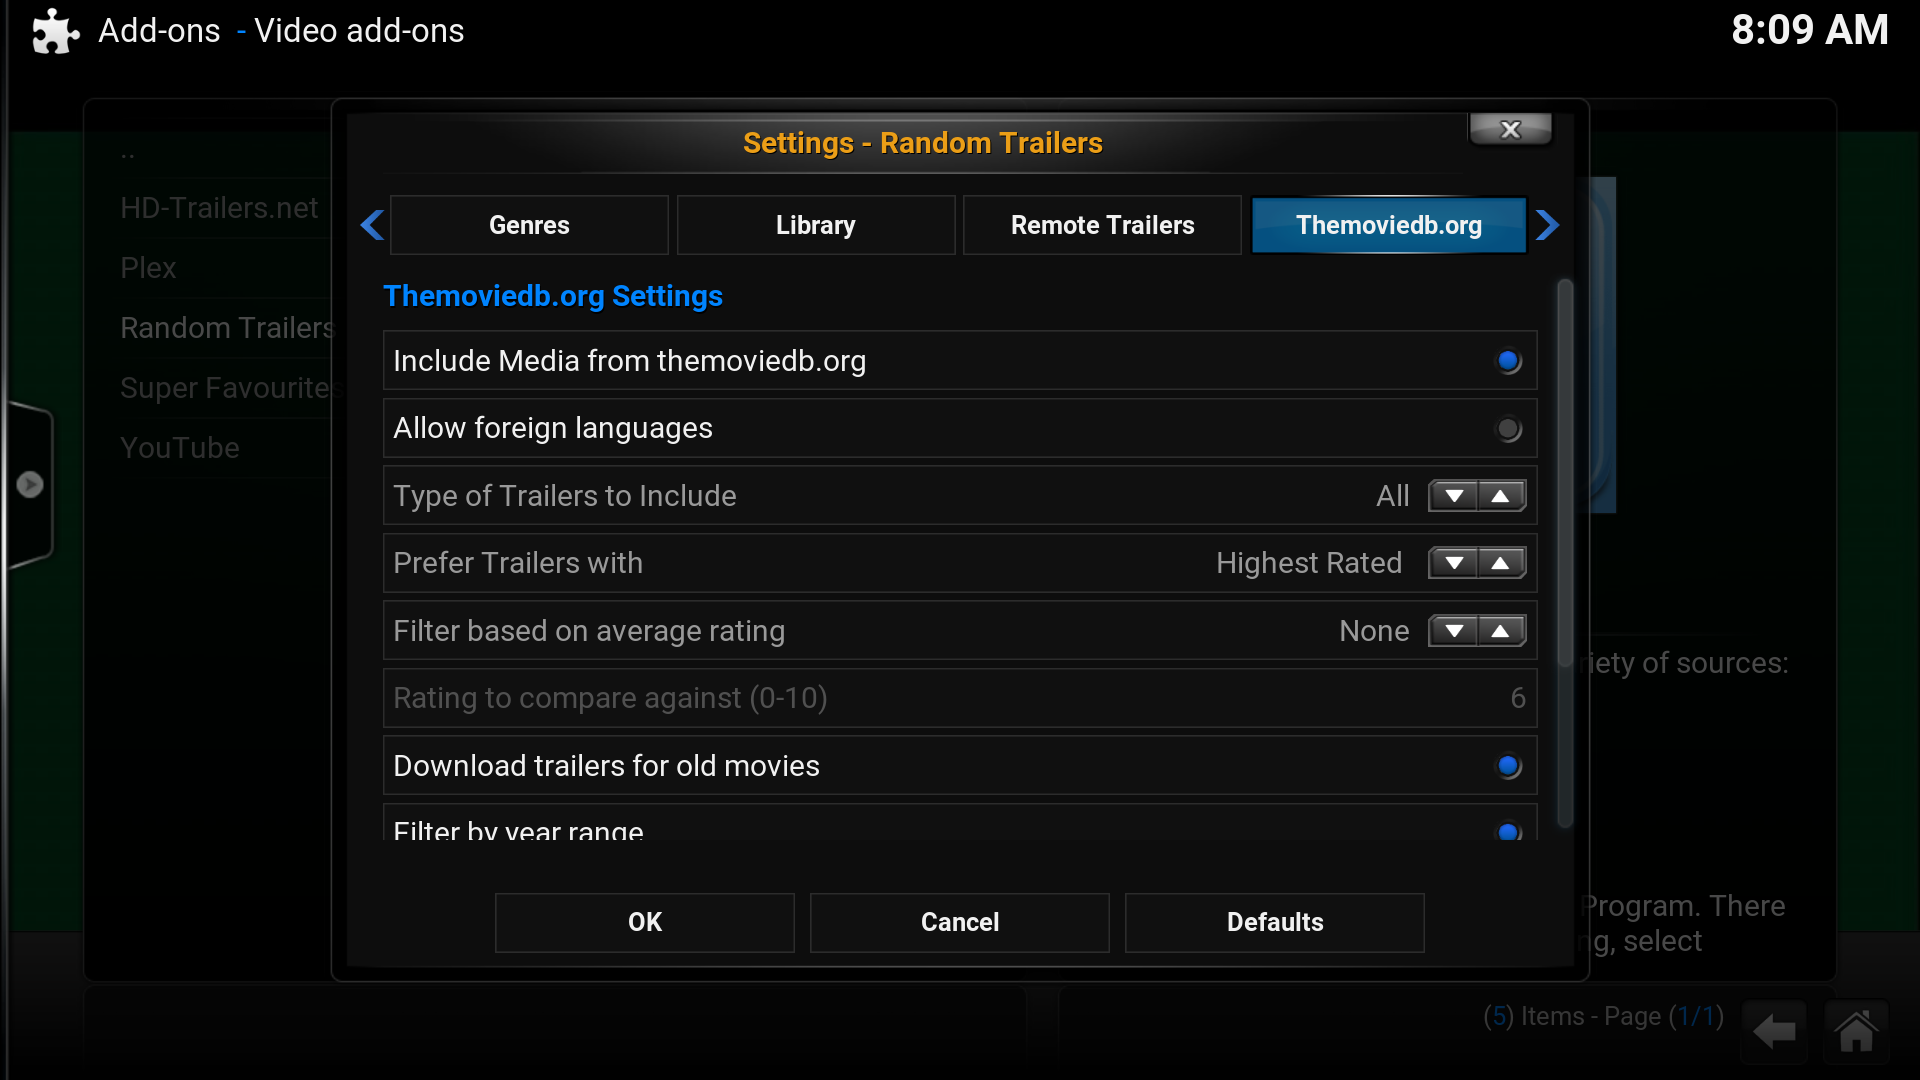 Add-ons - Video add-ons
8:09 AM
Settings - Random Trailers
X
Genres
Library
Remote Trailers
Themoviedb.org
..
HD-Trailers.net
Plex
Random Trailers
Super Favourites
YouTube
Themoviedb.org Settings
Include Media from themoviedb.org
Allow foreign languages
Type of Trailers to Include All
Prefer Trailers with Highest Rated
Filter based on average rating None
Rating to compare against (0-10) 6
Download trailers for old movies
Filter by year range
OK
Cancel
Defaults
riety of sources:
Program. There
ng, select
(5) Items - Page (1/1)